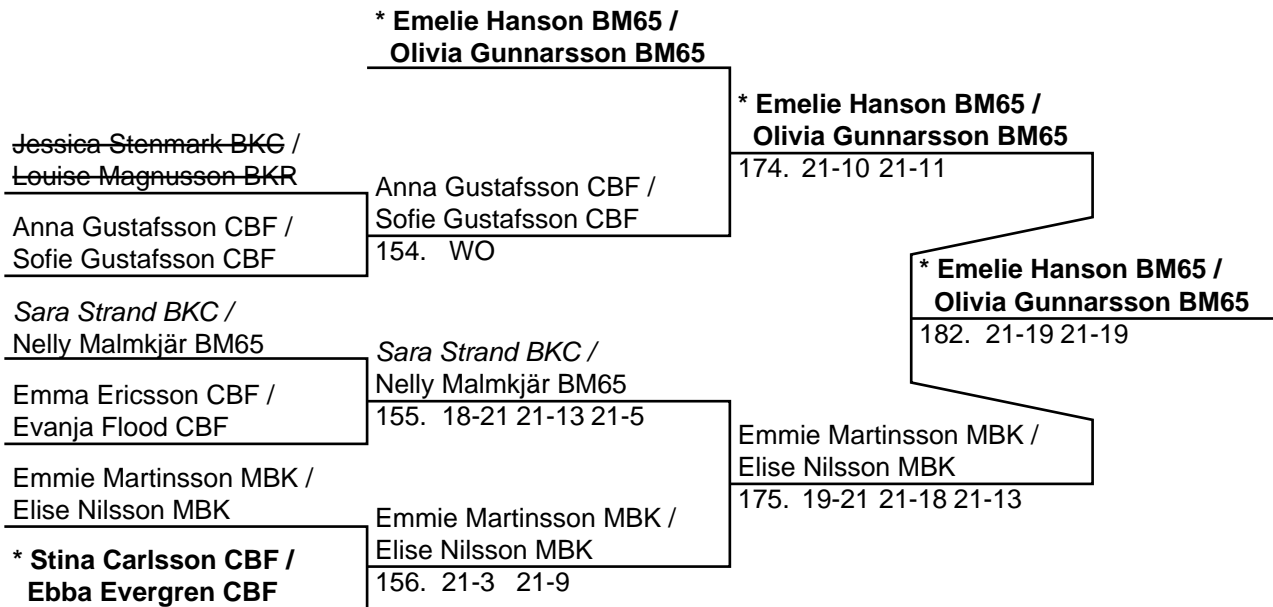 * Emelie Hanson BM65 /
Olivia Gunnarsson BM65
Jessica Stenmark BKC /
Louise Magnusson BKR
Anna Gustafsson CBF /
Sofie Gustafsson CBF
Sara Strand BKC /
Nelly Malmkjär BM65
Emma Ericsson CBF /
Evanja Flood CBF
Emmie Martinsson MBK /
Elise Nilsson MBK
* Stina Carlsson CBF /
Ebba Evergren CBF
Anna Gustafsson CBF /
Sofie Gustafsson CBF
154. WO
Sara Strand BKC /
Nelly Malmkjär BM65
155. 18-21 21-13 21-5
Emmie Martinsson MBK /
Elise Nilsson MBK
156. 21-3 21-9
* Emelie Hanson BM65 /
Olivia Gunnarsson BM65
174. 21-10 21-11
Emmie Martinsson MBK /
Elise Nilsson MBK
175. 19-21 21-18 21-13
* Emelie Hanson BM65 /
Olivia Gunnarsson BM65
182. 21-19 21-19